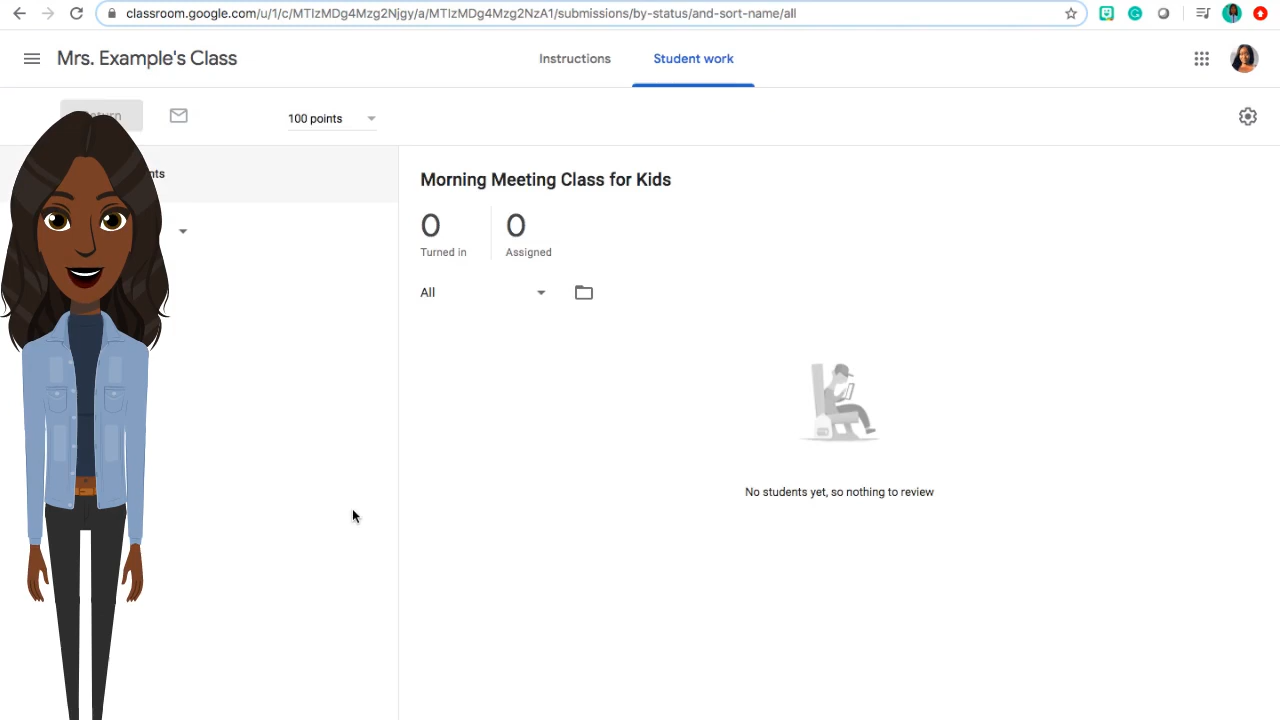 classroom.google.com/u/1/c/MTIzMDg4Mzg2Njgy/a/MTIzMDg4Mzg2NzA1/submissions/by-status/and-sort-name/all
Mrs. Example's Class
Instructions
Student work
100 points
Morning Meeting Class for Kids
0
0
Turned in
Assigned
All
No students yet, so nothing to review